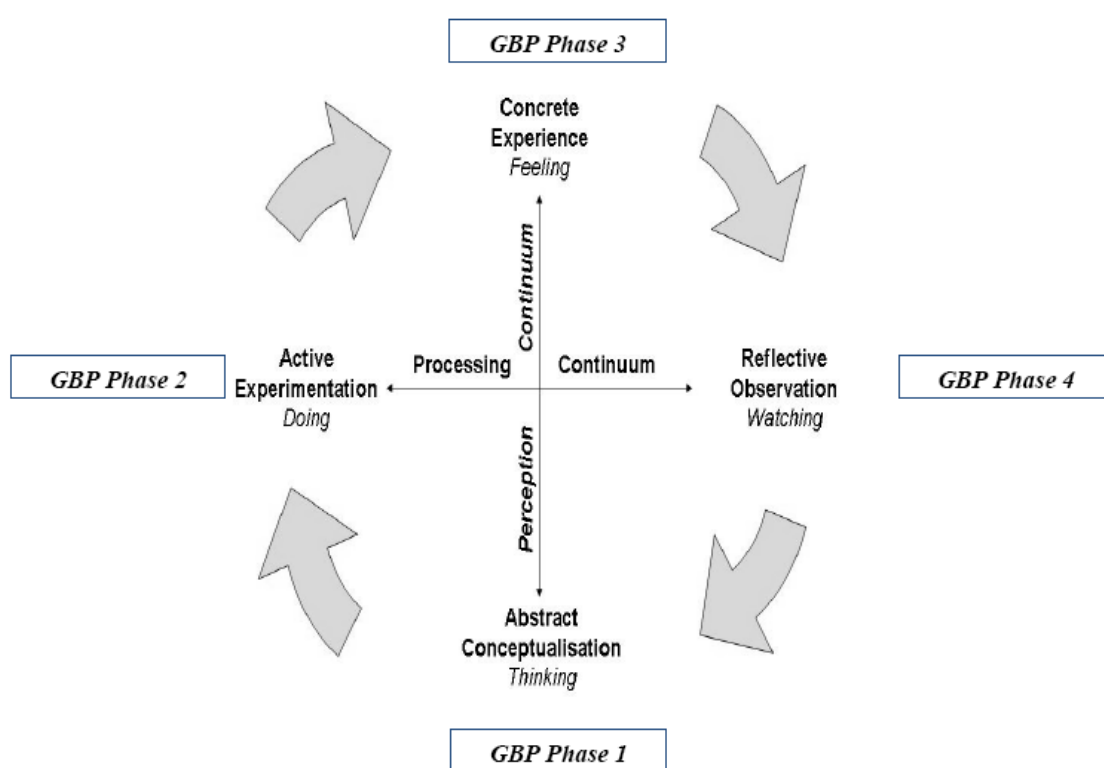 GBP Phase 3
Concrete
Experience
Feeling
Continuum
GBP Phase 2
Active
Experimentation
Doing
Processing
Continuum
Reflective
Observation
Watching
GBP Phase 4
Perception
Abstract
Conceptualisation
Thinking
GBP Phase 1